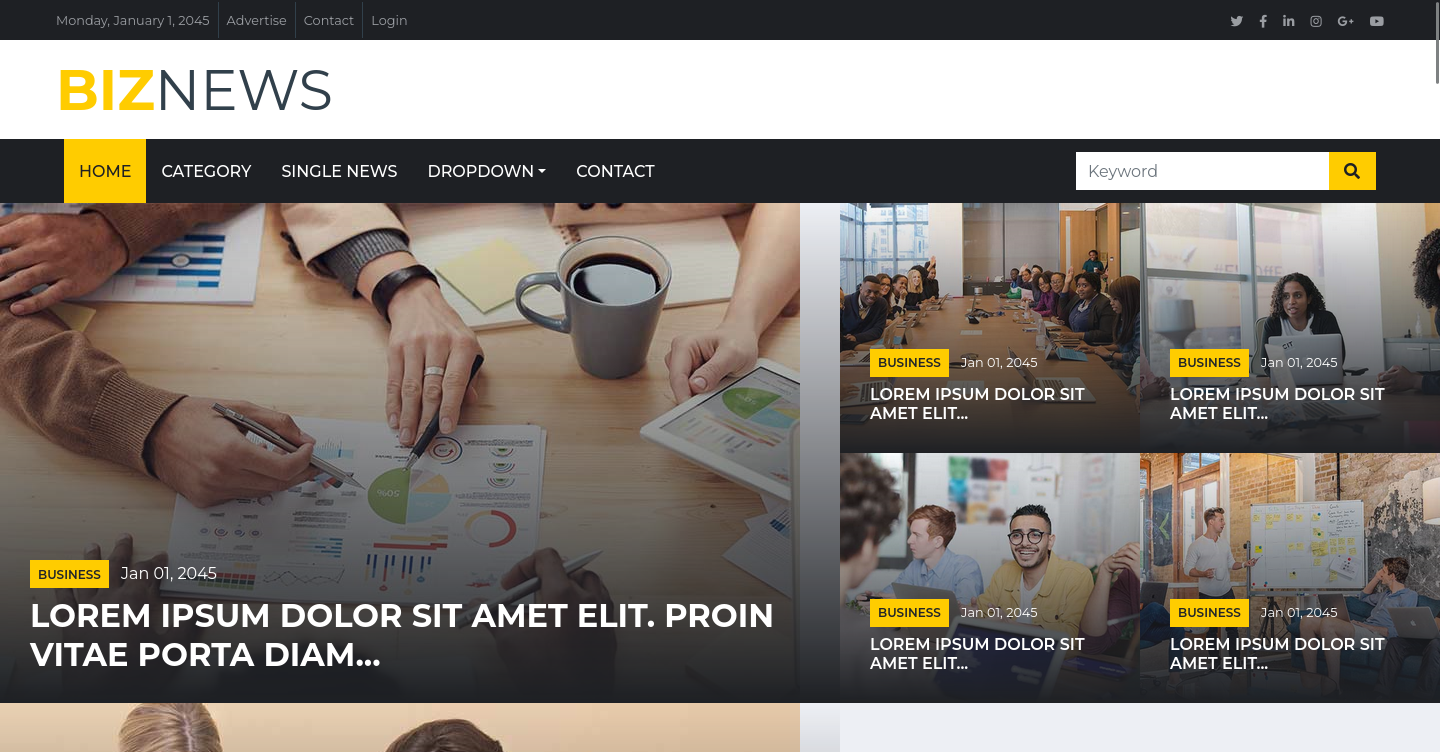 Monday, January 1, 2045
Advertise
Contact
Login
BIZNEWS
HOME
CATEGORY
SINGLE NEWS
DROPDOWN
CONTACT
Keyword
BUSINESS Jan 01, 2045
LOREM IPSUM DOLOR SIT AMET ELIT. PROIN
VITAE PORTA DIAM...
BUSINESS Jan 01, 2045
LOREM IPSUM DOLOR SIT
AMET ELIT...
BUSINESS Jan 01, 2045
LOREM IPSUM DOLOR SIT
AMET ELIT...
BUSINESS Jan 01, 2045
LOREM IPSUM DOLOR SIT
AMET ELIT...
BUSINESS Jan 01, 2045
LOREM IPSUM DOLOR SIT
AMET ELIT...
50%